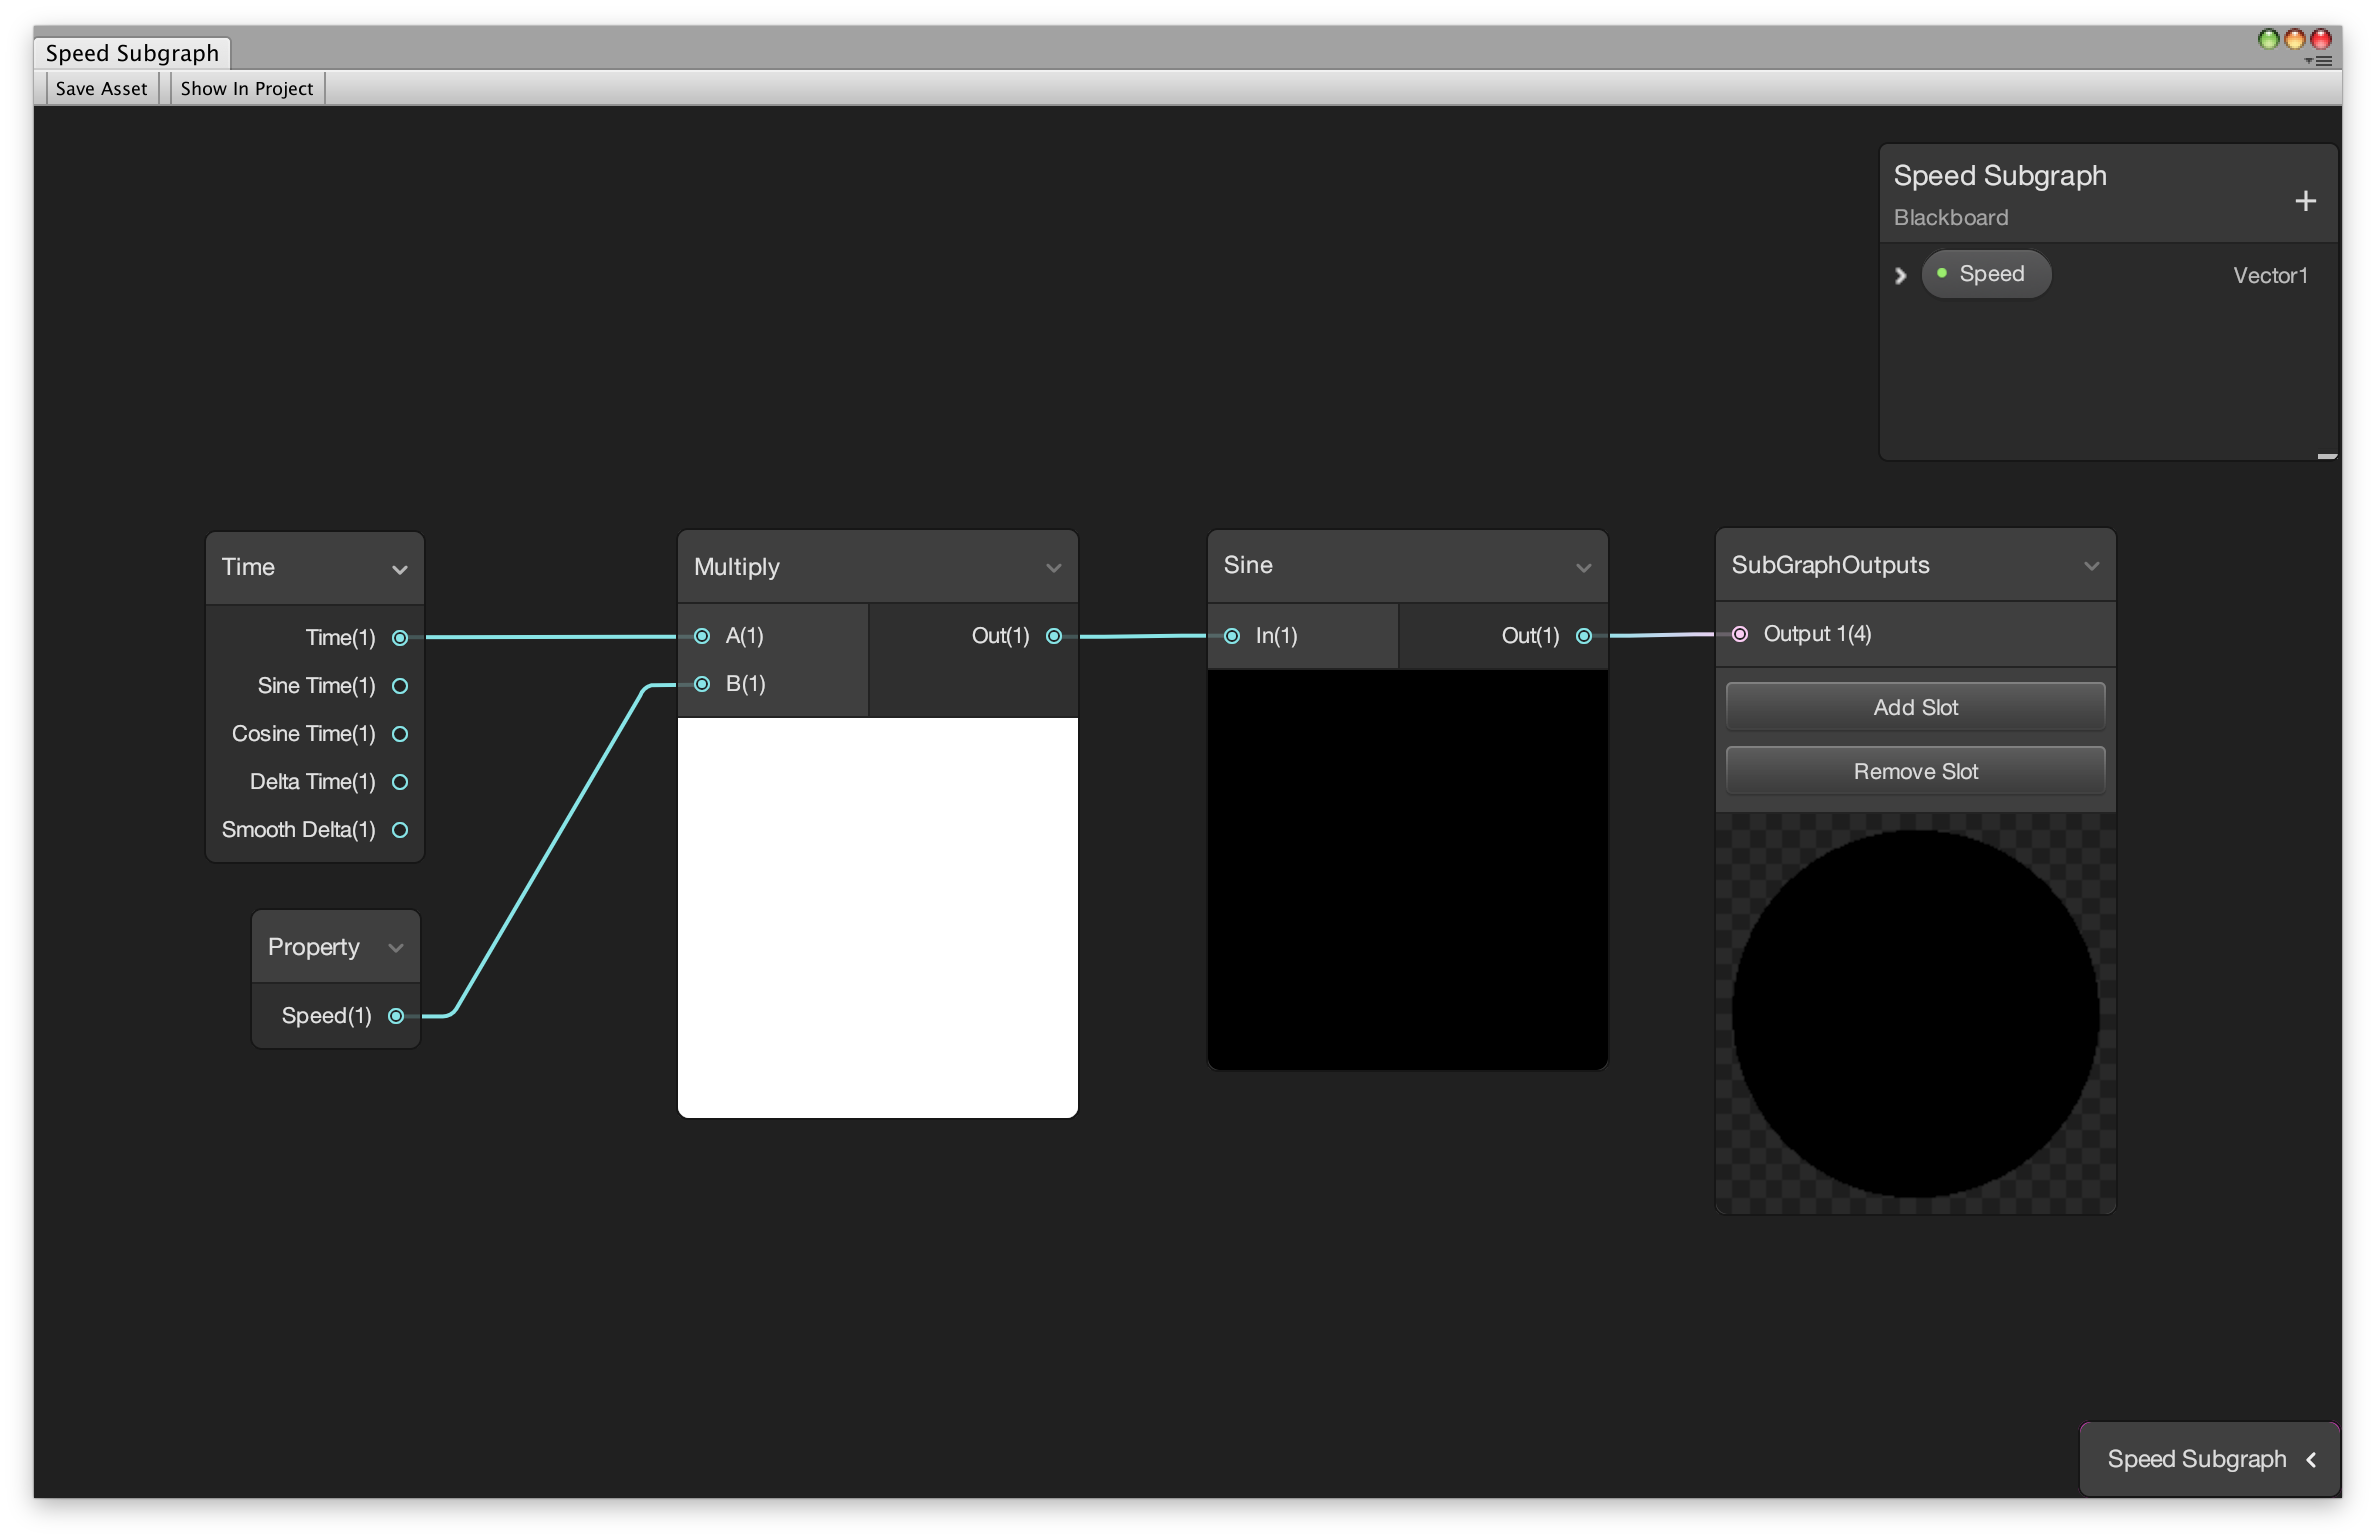 Speed Subgraph
Save Asset Show In Project
Speed Subgraph
Blackboard
Speed Vector1
Time
Time(1)
Sine Time(1)
Cosine Time(1)
Delta Time(1)
Smooth Delta(1)
Property
Speed(1)
Multiply
A(1) Out(1)
B(1)
Sine
In(1) Out(1)
SubGraphOutputs
Output 1(4)
Add Slot
Remove Slot
Speed Subgraph